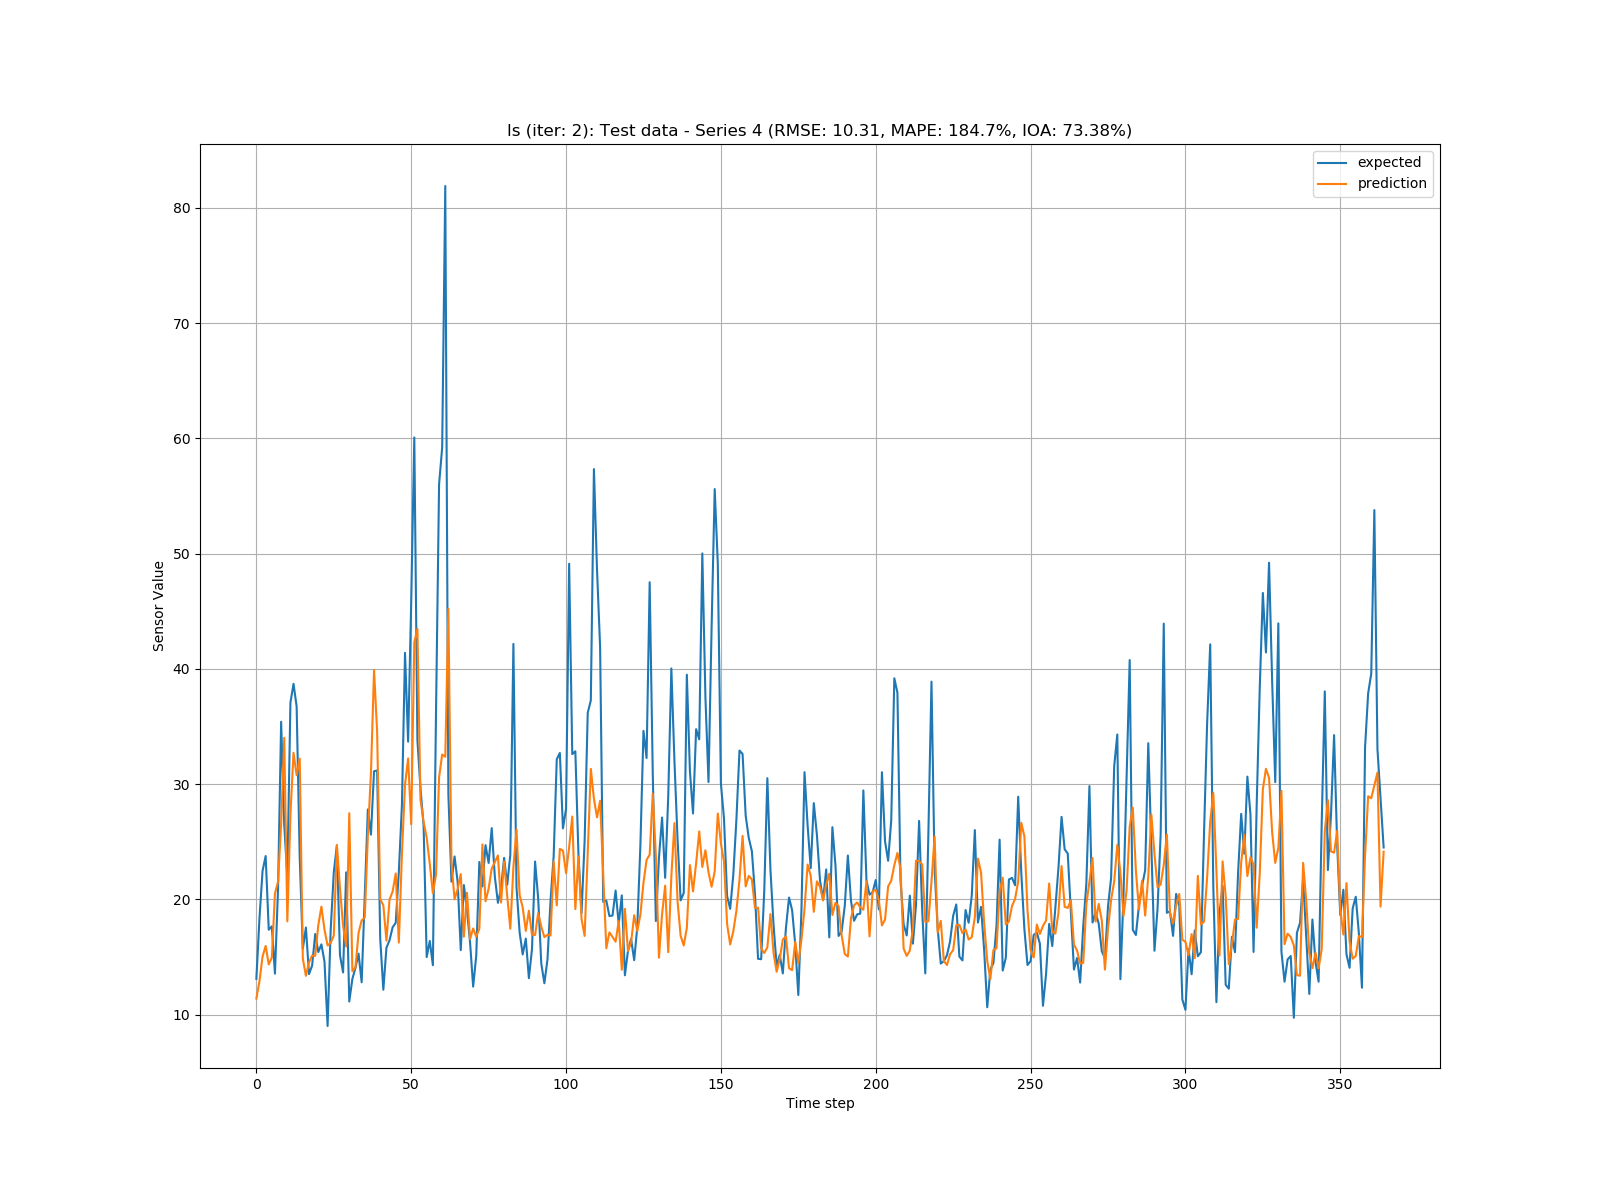 ls (iter: 2): Test data - Series 4 (RMSE: 10.31, MAPE: 184.7%, IOA: 73.38%)
expected
prediction
80
70
60
50
40
30
20
10
Sensor Value
0 50 100 150 200 250 300 350
Time step